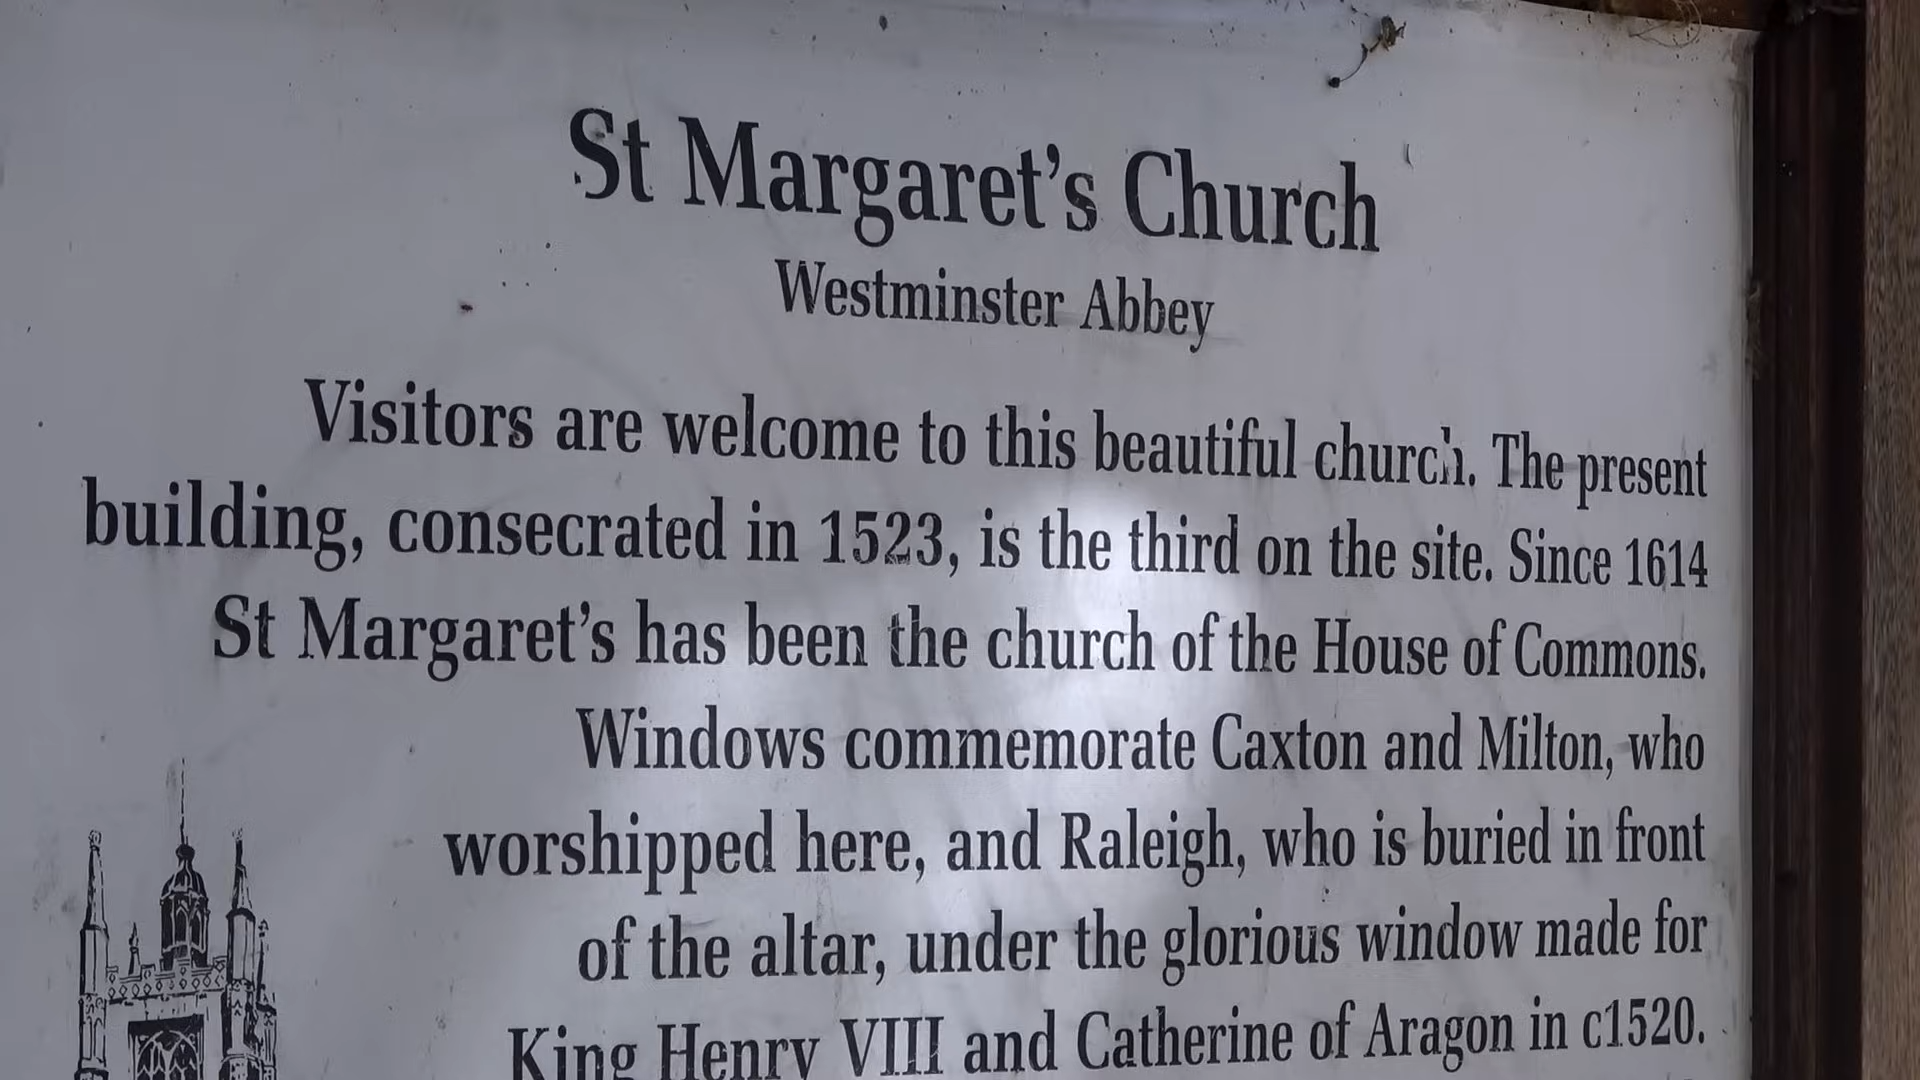 St Margaret’s Church
Westminster Abbey
Visitors are welcome to this beautiful church. The present
building, consecrated in 1523, is the third on the site. Since 1614
St Margaret’s has been the church of the House of Commons.
Windows commemorate Caxton and Milton, who
worshipped here, and Raleigh, who is buried in front
of the altar, under the glorious window made for
King Henry VIII and Catherine of Aragon in c1520.